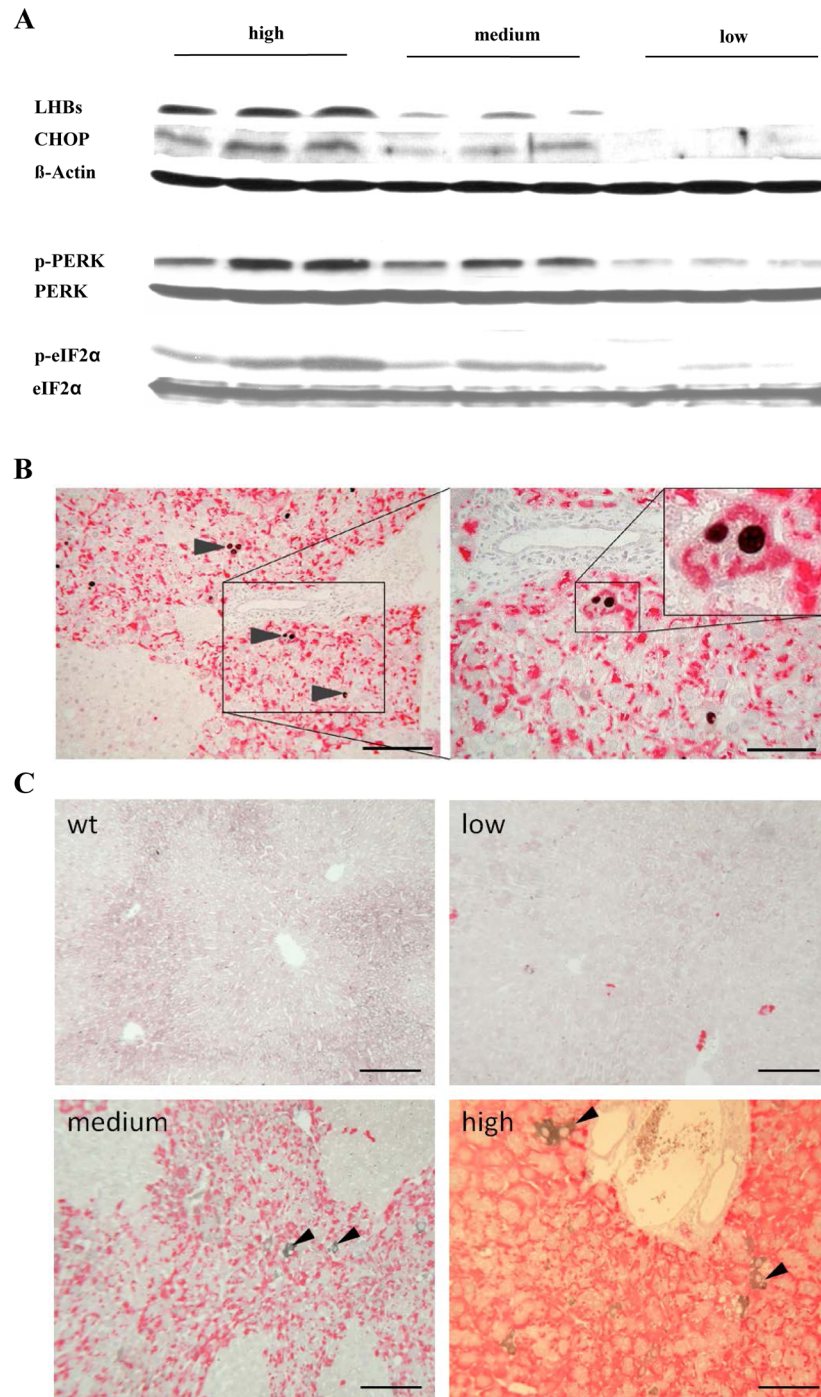 A
high medium low
LHBs
CHOP
ß-Actin
p-PERK
PERK
p-eIF2α
eIF2α
B
C
wt low
medium high